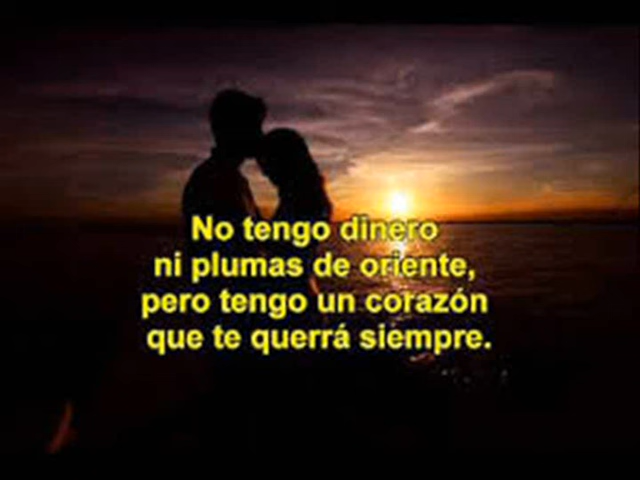 No tengo dinero
ni plumas de oriente,
pero tengo un corazón
que te querrá siempre.